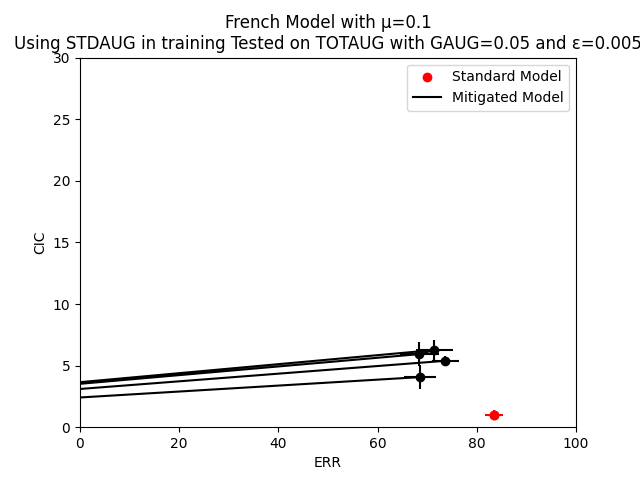 French Model with μ=0.1
Using STDAUG in training Tested on TOTAUG with GAUG=0.05 and ε=0.005
Standard Model
Mitigated Model
30
25
20
15
10
5
0
CIC
0 20 40 60 80 100
ERR